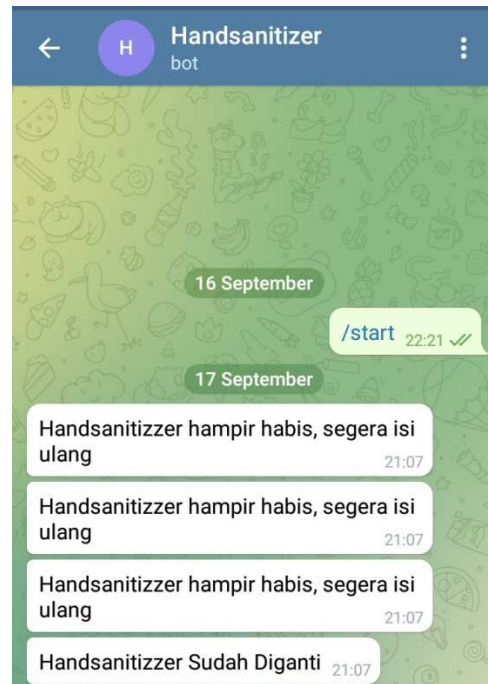 H
Handsanitizer
bot
16 September
/start 22:21
17 September
Handsanitizzer hampir habis, segera isi
ulang
21:07
Handsanitizzer hampir habis, segera isi
ulang
21:07
Handsanitizzer hampir habis, segera isi
ulang
21:07
Handsanitizzer Sudah Diganti 21:07